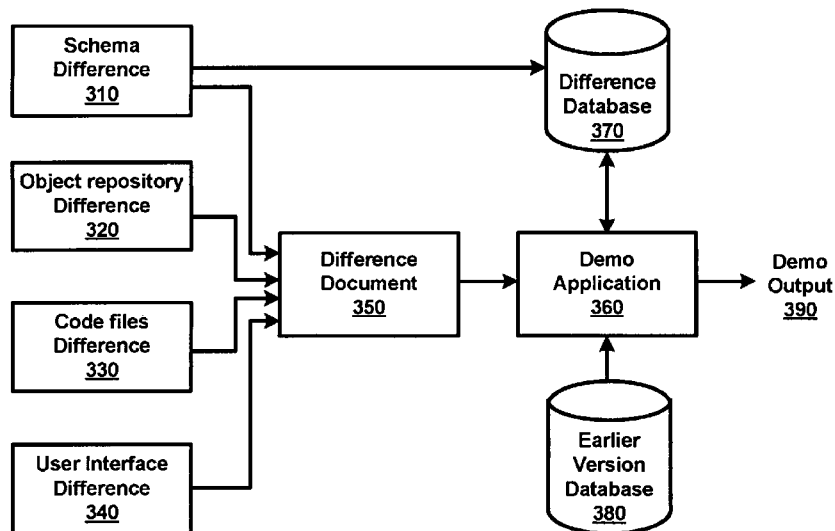 Schema
Difference
310
Object repository
Difference
320
Code files
Difference
330
User Interface
Difference
340
Difference
Document
350
Difference
Database
370
Demo
Application
360
Earlier
Version
Database
380
Demo
Output
390